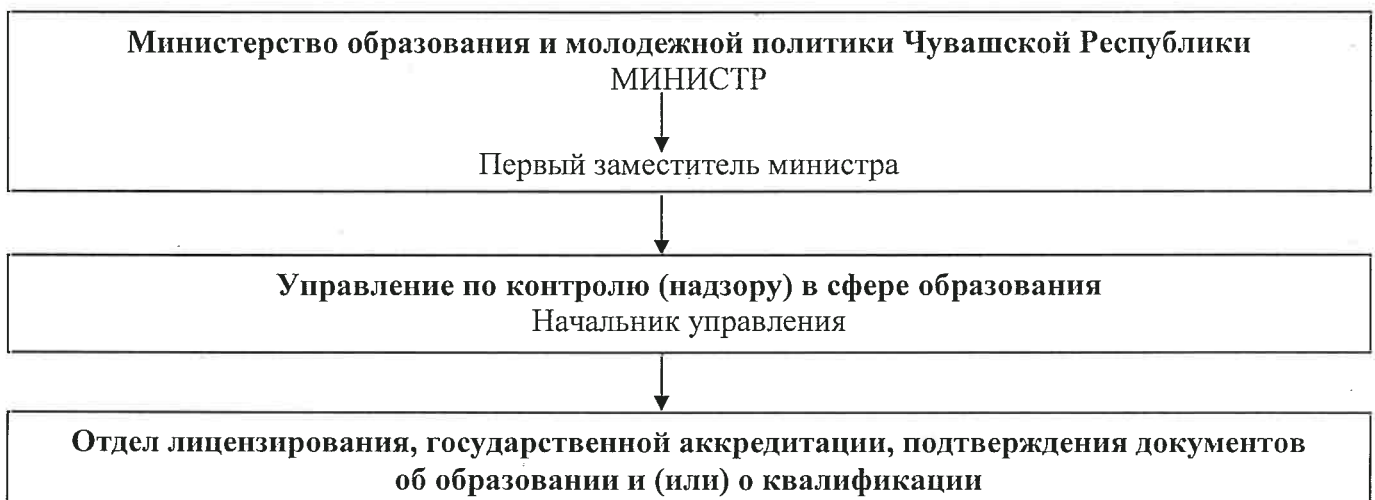 Министерство образования и молодежной политики Чувашской Республики
МИНИСТР
Первый заместитель министра
Управление по контролю (надзору) в сфере образования
Начальник управления
Отдел лицензирования, государственной аккредитации, подтверждения документов
об образовании и (или) о квалификации